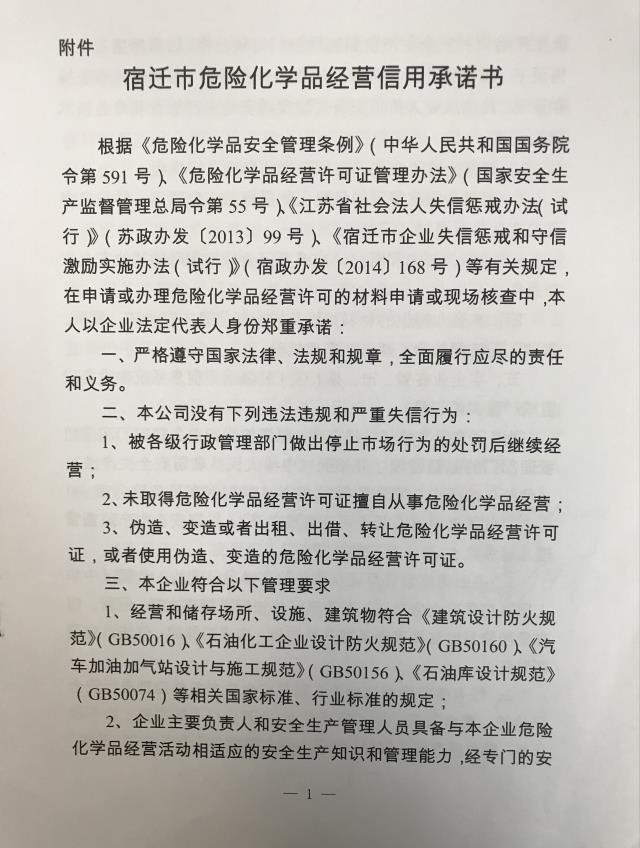 附件
宿迁市危险化学品经营信用承诺书
根据《危险化学品安全管理条例》（中华人民共和国国务院
令第 591 号）、《危险化学品经营许可证管理办法》（国家安全生
产监督管理总局令第 55 号）、《江苏省社会法人失信惩戒办法（试
行）》（苏政办发〔2013〕99 号）、《宿迁市企业失信惩戒和守信
激励实施办法（试行）》（宿政办发〔2014〕168 号）等有关规定，
在申请或办理危险化学品经营许可的材料申请或现场核查中，本
人以企业法定代表人身份郑重承诺：
一、严格遵守国家法律、法规和规章，全面履行应尽的责任
和义务。
二、本公司没有下列违法违规和严重失信行为：
1、被各级行政管理部门做出停止市场行为的处罚后继续经
营；
2、未取得危险化学品经营许可证擅自从事危险化学品经营；
3、伪造、变造或者出租、出借、转让危险化学品经营许可
证，或者使用伪造、变造的危险化学品经营许可证。
三、本企业符合以下管理要求
1、经营和储存场所、设施、建筑物符合《建筑设计防火规
范》（GB50016）、《石油化工企业设计防火规范》（GB50160）、《汽
车加油加气站设计与施工规范》（GB50156）、《石油库设计规范》
（GB50074）等相关国家标准、行业标准的规定；
2、企业主要负责人和安全生产管理人员具备与本企业危险
化学品经营活动相适应的安全生产知识和管理能力，经专门的安
— 1 —